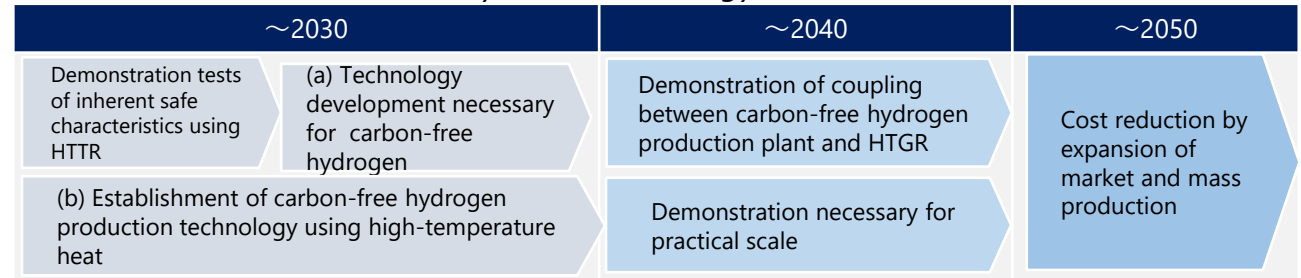 ～2030
～2040
～2050
Demonstration tests
of inherent safe
characteristics using
HTTR
(a) Technology
development necessary
for carbon-free
hydrogen
Demonstration of coupling
between carbon-free hydrogen
production plant and HTGR
Cost reduction by
expansion of
market and mass
production
(b) Establishment of carbon-free hydrogen
production technology using high-temperature
heat
Demonstration necessary for
practical scale